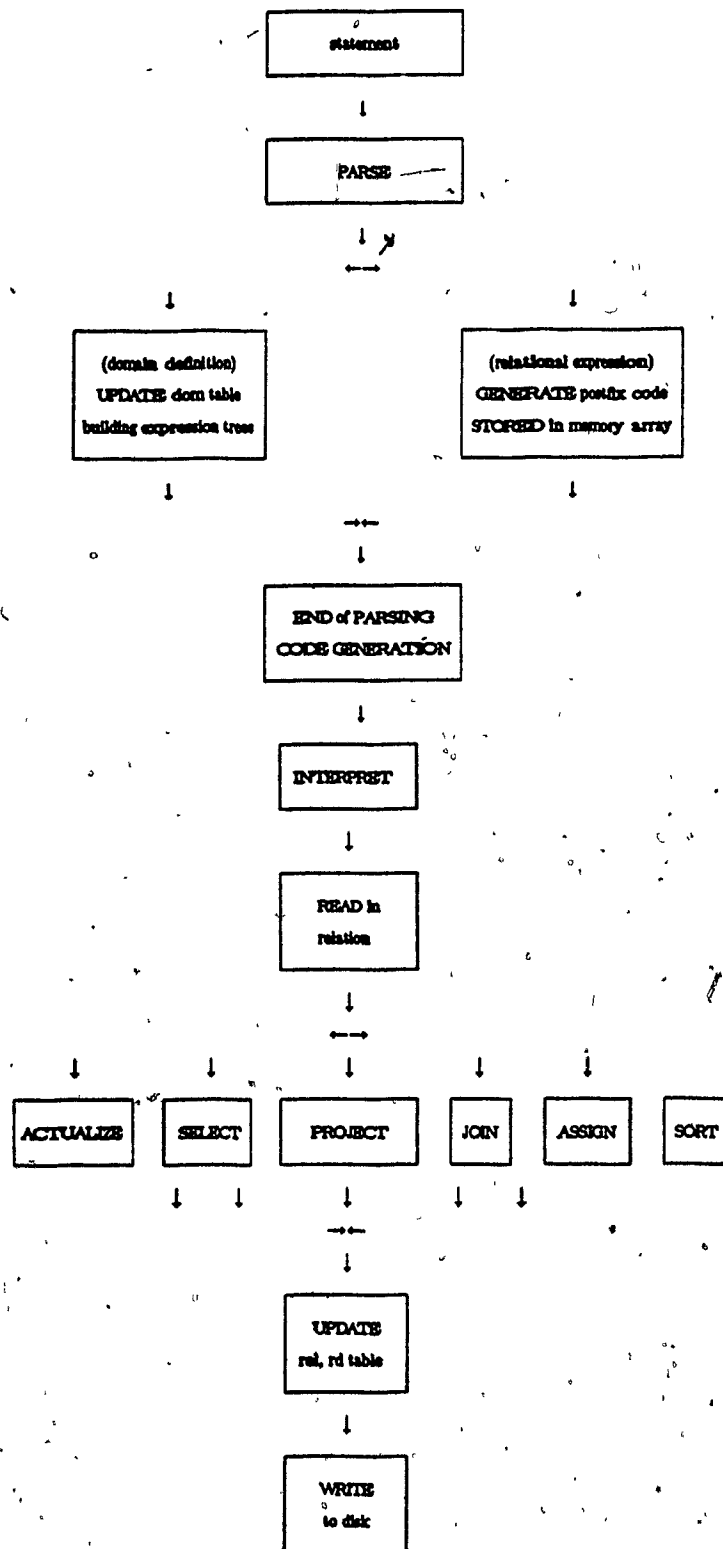 statement
PARSE
(domain definition)
UPDATE dom table
building expression trees
(relational expression)
GENERATE postfix code
STORED in memory array
END of PARSING
CODE GENERATION
INTERPRET
READ in
relation
ACTUALIZE
SELECT
PROJECT
JOIN
ASSIGN
SORT
UPDATE
rel, rd table
WRITE
to disk